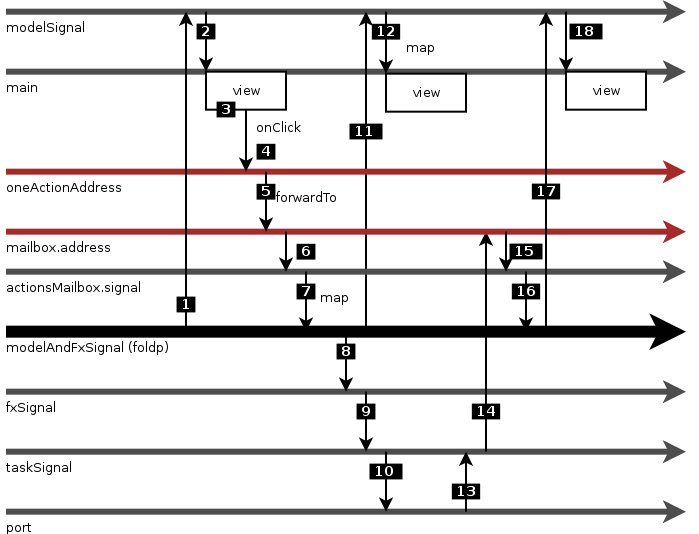 modelSignal
2
12
18
map
main
view
view
view
3
onClick
11
4
oneActionAddress
5
forwardTo
17
mailbox.address
6
15
actionsMailbox.signal
7
16
map
1
modelAndFxSignal (foldp)
8
fxSignal
9
14
taskSignal
10
13
port